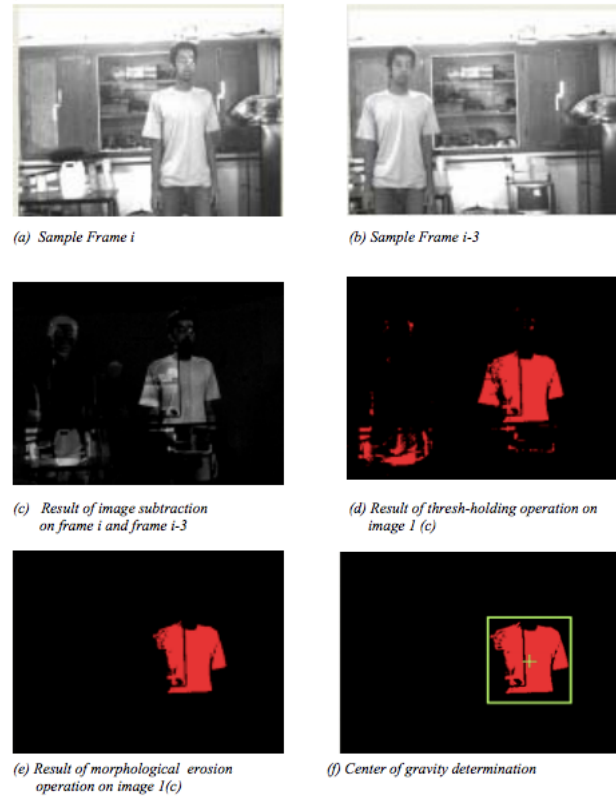 (a) Sample Frame i
(b) Sample Frame i-3
(c) Result of image subtraction
on frame i and frame i-3
(d) Result of thresh-holding operation on
image 1 (c)
(e) Result of morphological erosion
operation on image 1(c)
(f) Center of gravity determination